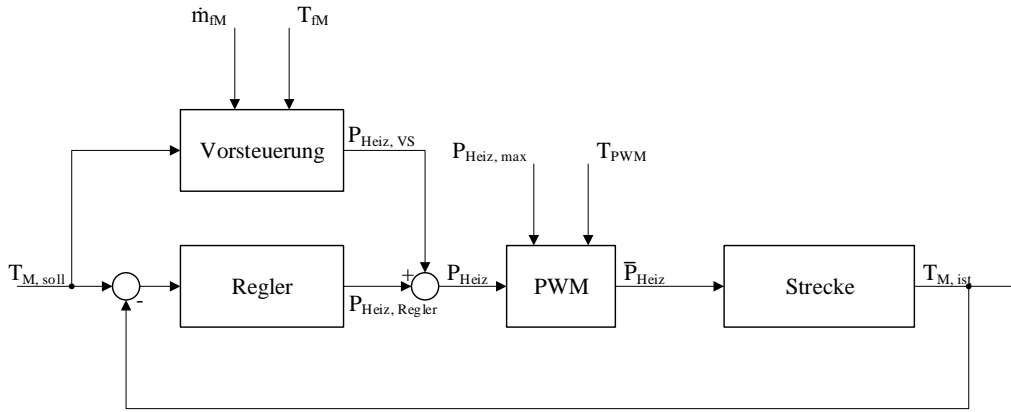 ṁfM
TfM
Vorsteuerung
PHeiz, VS
PHeiz, max
TPWM
TM, soll
-
Regler
PHeiz, Regler
+
PHeiz
PWM
P̅Heiz
Strecke
TM, ist